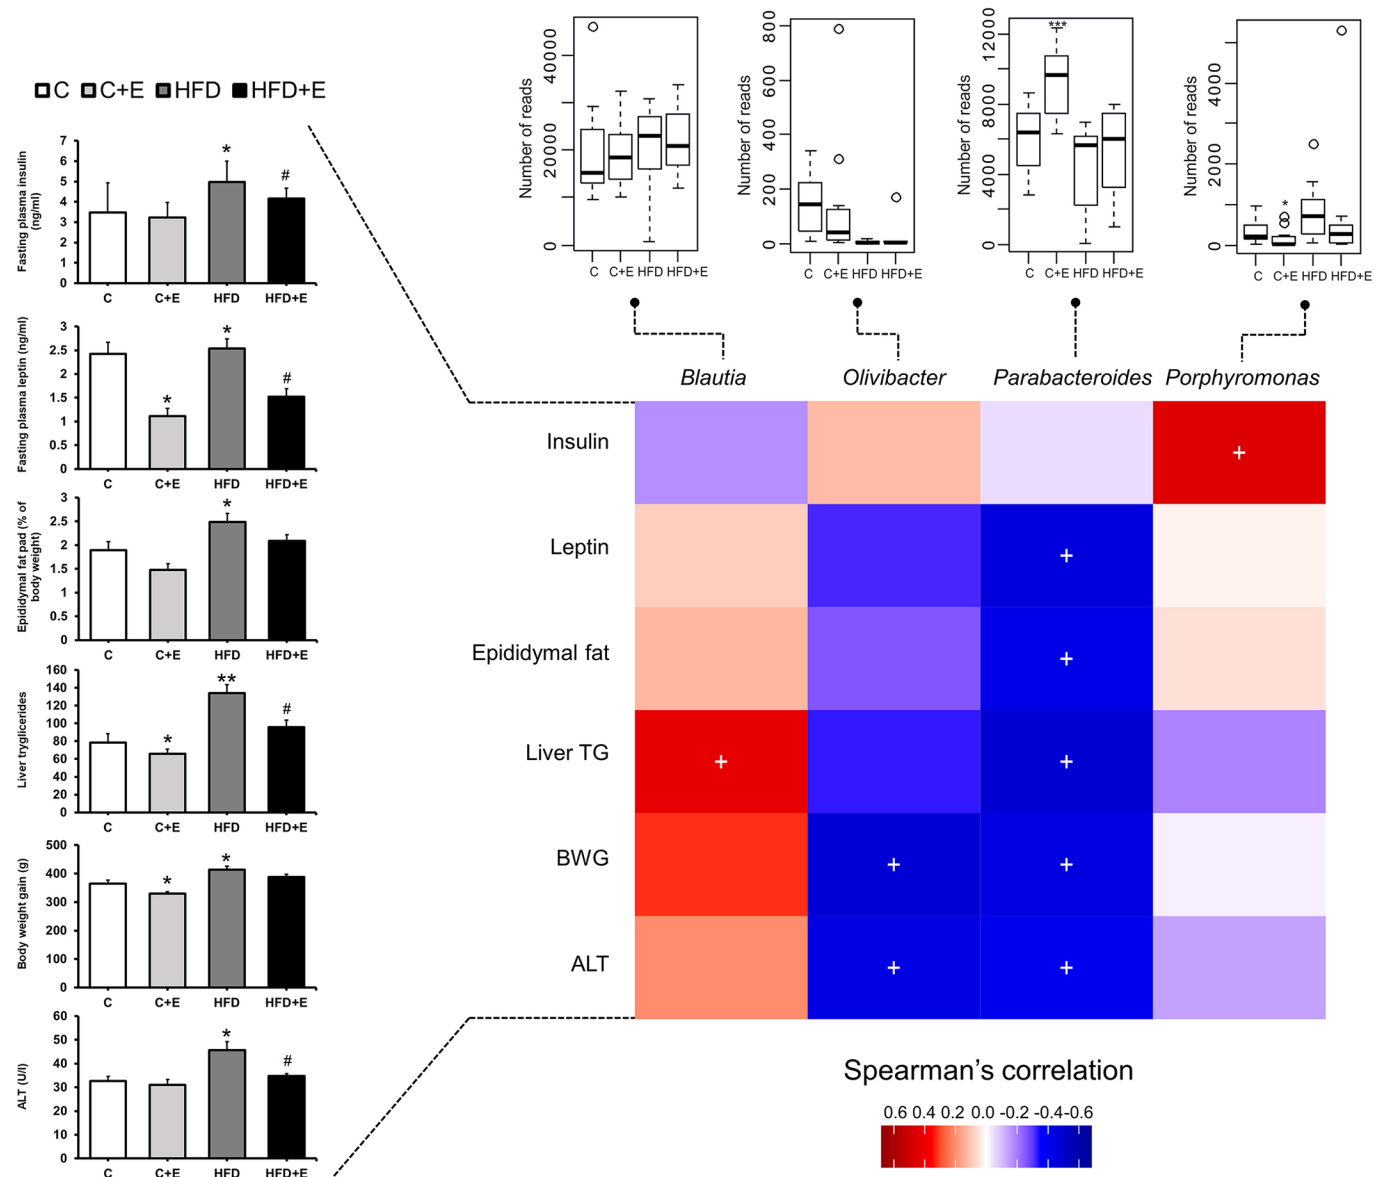 C C+E HFD HFD+E
Fasting plasma insulin
(ng/ml)
7
6
5
4
3
2
1
0
*
#
C C+E HFD HFD+E
Fasting plasma leptin (ng/ml)
3
2.5
2
1.5
1
0.5
0
*
*
#
C C+E HFD HFD+E
Epididymal fat pad (% of
body weight)
3
2.5
2
1.5
1
0.5
0
*
C C+E HFD HFD+E
Liver tryglicerides
160
140
120
100
80
60
40
20
0
*
**
#
C C+E HFD HFD+E
Body weight gain (g)
500
400
300
200
100
0
*
*
C C+E HFD HFD+E
ALT (U/l)
60
50
40
30
20
10
0
*
#
C C+E HFD HFD+E
Number of reads
40000
20000
0
C C+E HFD HFD+E
Number of reads
800
600
400
200
0
C C+E HFD HFD+E
Number of reads
12000
8000
4000
0
***
C C+E HFD HFD+E
Number of reads
4000
2000
0
*
C C+E HFD HFD+E
Blautia Olivibacter Parabacteroides Porphyromonas
Insulin +
Leptin +
Epididymal fat +
Liver TG + +
BWG + +
ALT + +
Spearman's correlation
0.6 0.4 0.2 0.0 -0.2 -0.4 -0.6